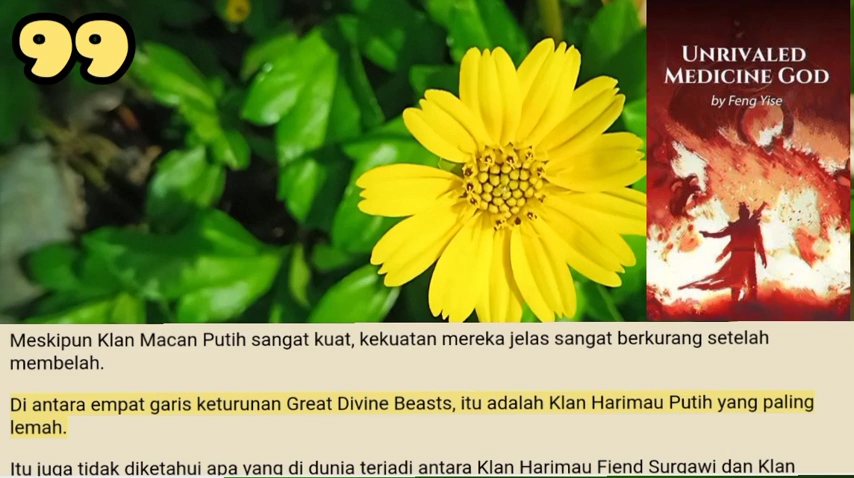 99
UNRIVALED
MEDICINE GOD
by Feng Yise
Meskipun Klan Macan Putih sangat kuat, kekuatan mereka jelas sangat berkurang setelah
membelah.
Di antara empat garis keturunan Great Divine Beasts, itu adalah Klan Harimau Putih yang paling
lemah.
Itu juga tidak diketahui apa yang di dunia terjadi antara Klan Harimau Fiend Surgawi dan Klan